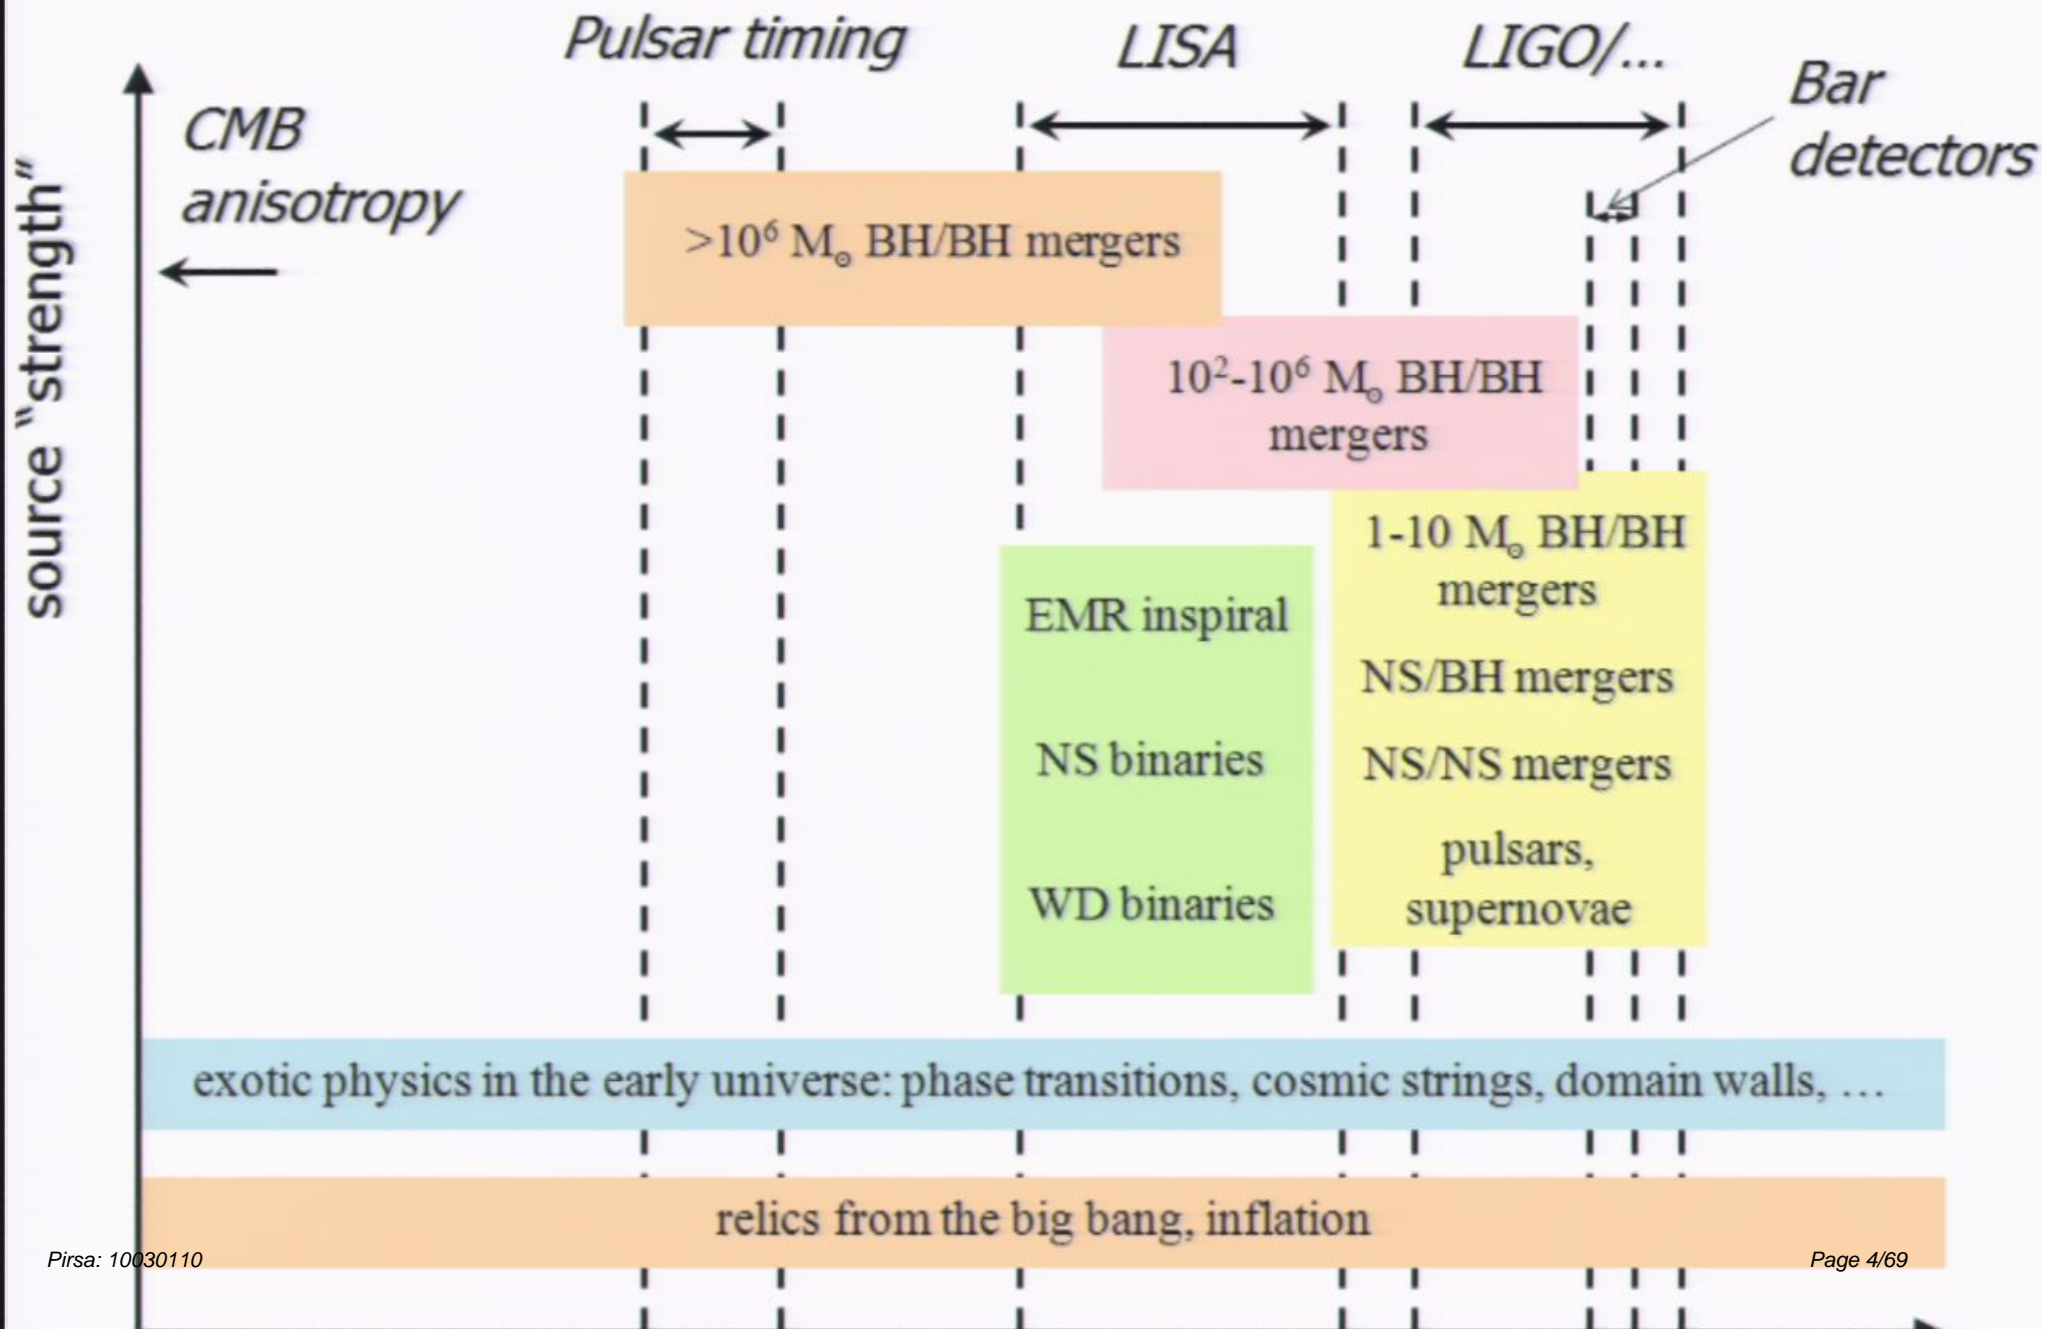 Pulsar timing
LISA
LIGO/...
Bar
detectors
CMB
anisotropy
source “strength”
>10⁶ M☉ BH/BH mergers
10²-10⁶ M☉ BH/BH
mergers
1-10 M☉ BH/BH
mergers
NS/BH mergers
NS/NS mergers
pulsars,
supernovae
EMR inspiral
NS binaries
WD binaries
exotic physics in the early universe: phase transitions, cosmic strings, domain walls, …
relics from the big bang, inflation
Pirsa: 10030110
Page 4/69